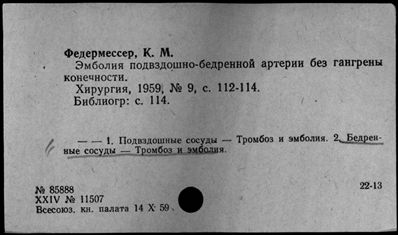 Федермессер, К. М.
Эмболия подвздошно-бедренной артерии без гангрены
конечности.
Хирургия, 1959, № 9, с. 112-114.
Библиогр: с. 114.
— — 1. Подвздошные сосуды — Тромбоз и эмболия. 2. Бедрен-
ные сосуды — Тромбоз и эмболия.
№ 85888
22-13
XXIV № 11507
Всесоюз. кн. палата 14 X 59